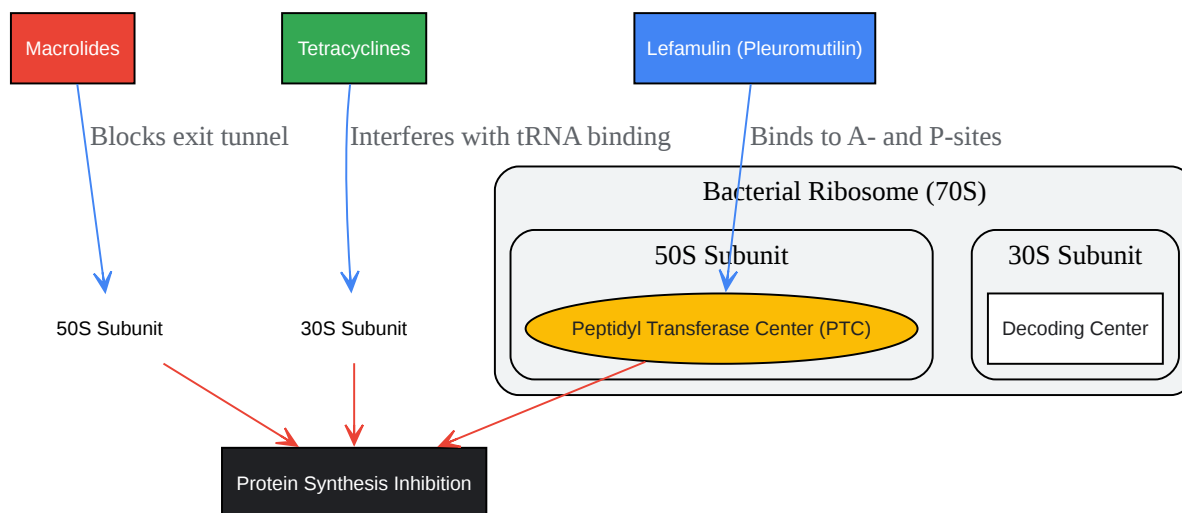 Macrolides
Tetracyclines
Lefamulin (Pleuromutilin)
Blocks exit tunnel
Interferes with tRNA binding
Binds to A- and P-sites
Bacterial Ribosome (70S)
50S Subunit
30S Subunit
50S Subunit
30S Subunit
Peptidyl Transferase Center (PTC)
Decoding Center
Protein Synthesis Inhibition